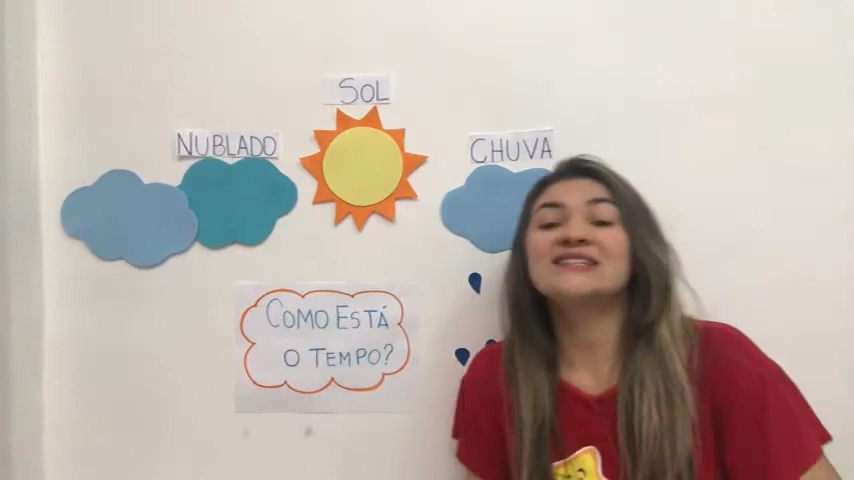 SOL
NUBLADO
CHUVA
COMO ESTÁ
O TEMPO?